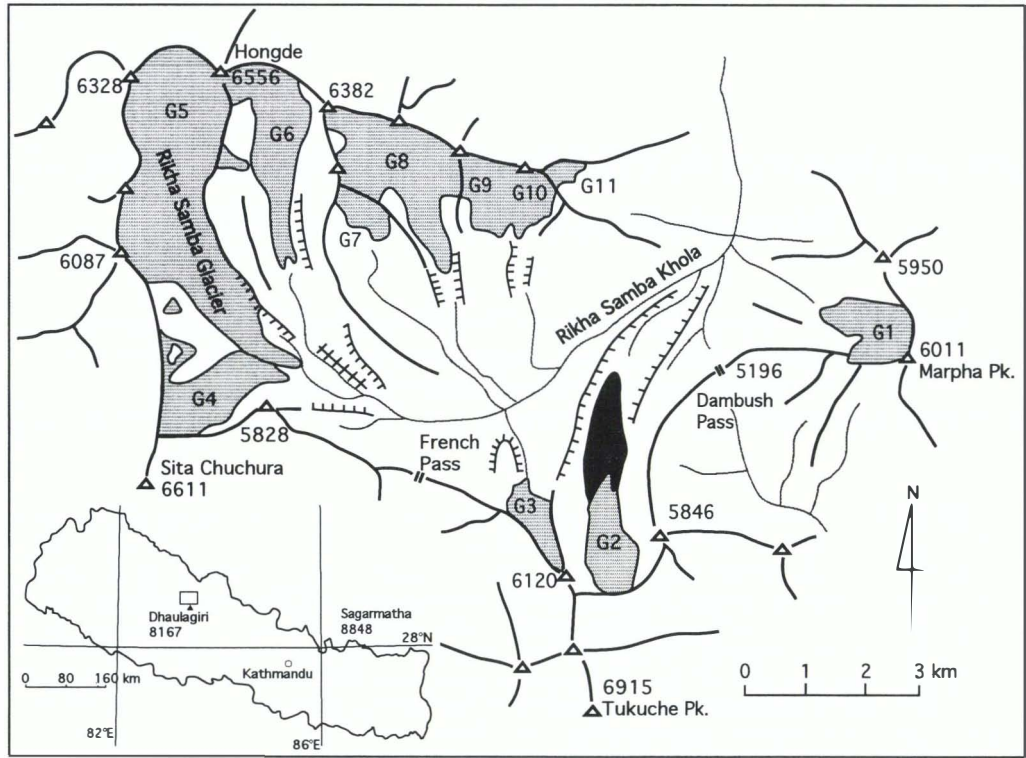 Hongde
6556
6328
6382
G5
G6
G8
G9
G10
G11
G7
Rikha Samba Glacier
6087
5950
Rikha Samba Khola
G1
6011
Marpha Pk.
5196
Dambush
Pass
G4
5828
French
Pass
Sita Chuchura
6611
G3
G2
5846
N
6120
6915
Tukuche Pk.
0 1 2 3 km
Dhaulagiri
8167
Sagarmatha
8848
28°N
Kathmandu
0 80 160 km
82°E
86°E